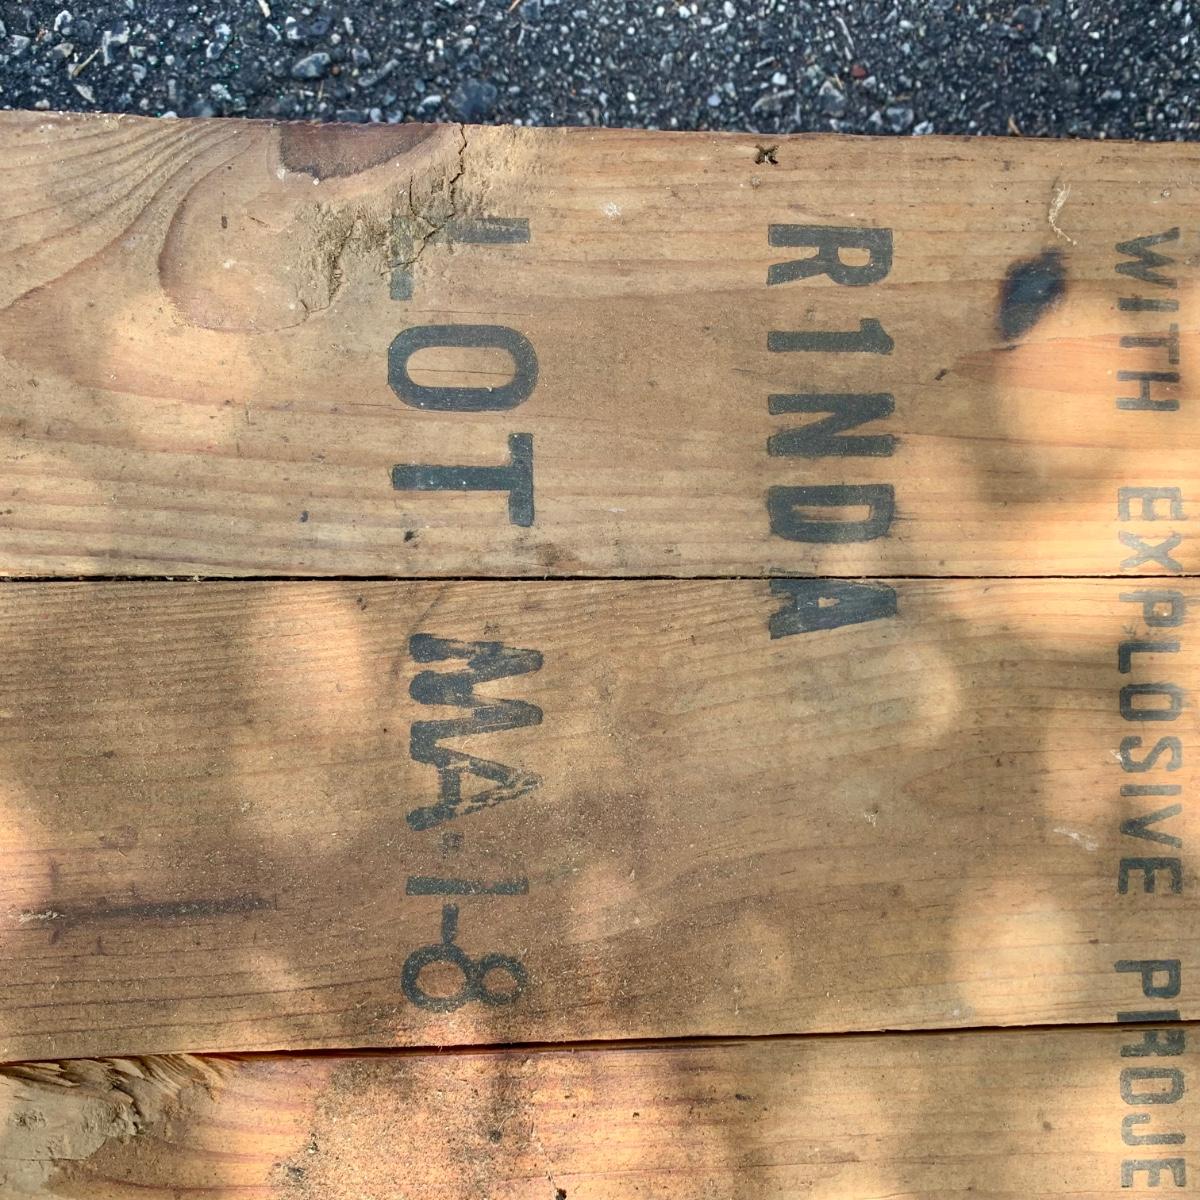 WITH EXPLOSIVE PROJE
R1NDA
LOT MA-1-8